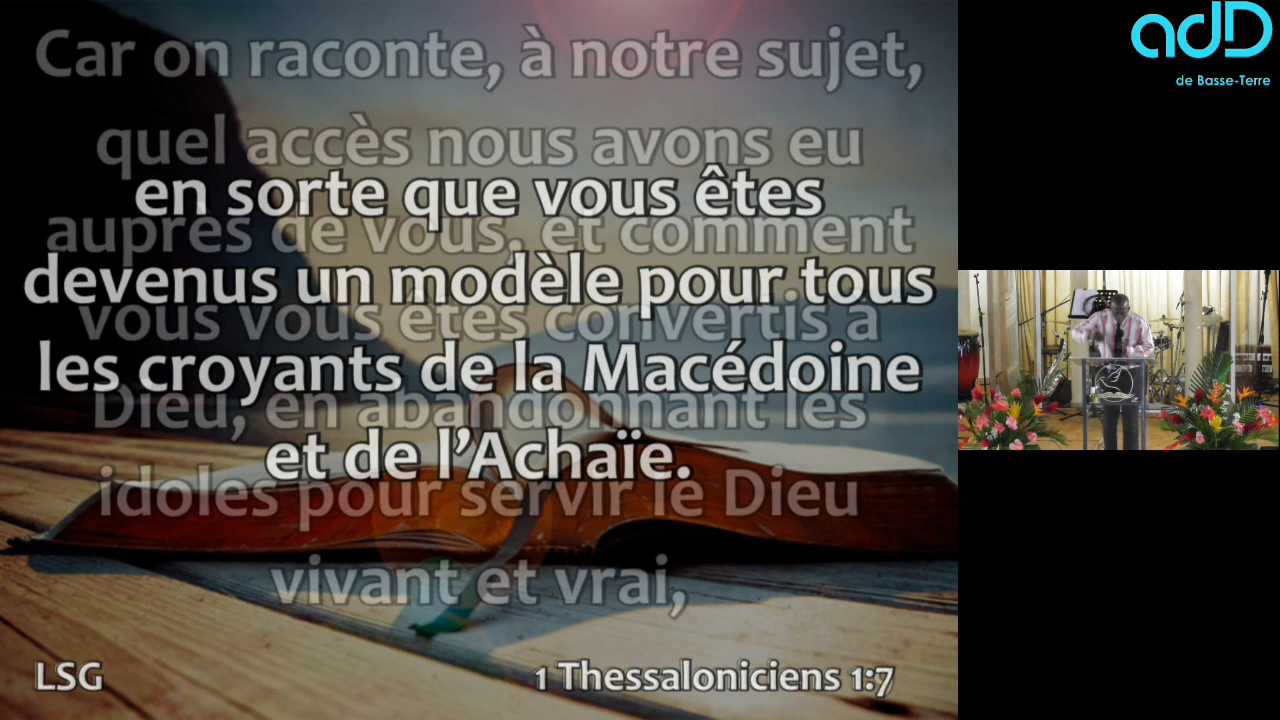 Car on raconte, à notre sujet,
quel accès nous avons eu
auprès de vous, et comment
vous vous êtes convertis à
Dieu, en abandonnant les
idoles pour servir le Dieu
vivant et vrai,
en sorte que vous êtes
devenus un modèle pour tous
les croyants de la Macédoine
et de l’Achaïe.
LSG
1 Thessaloniciens 1:7
adD
de Basse-Terre